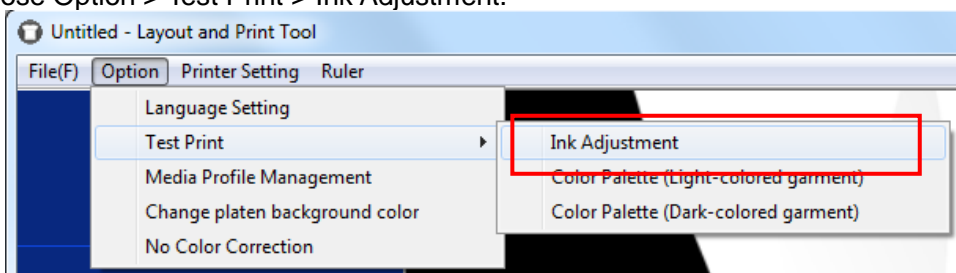 ose Option > Test Print > Ink Adjustment.
Untitled - Layout and Print Tool
File(F) Option Printer Setting Ruler
Language Setting
Test Print Ink Adjustment
Media Profile Management Color Palette (Light-colored garment)
Change platen background color Color Palette (Dark-colored garment)
No Color Correction